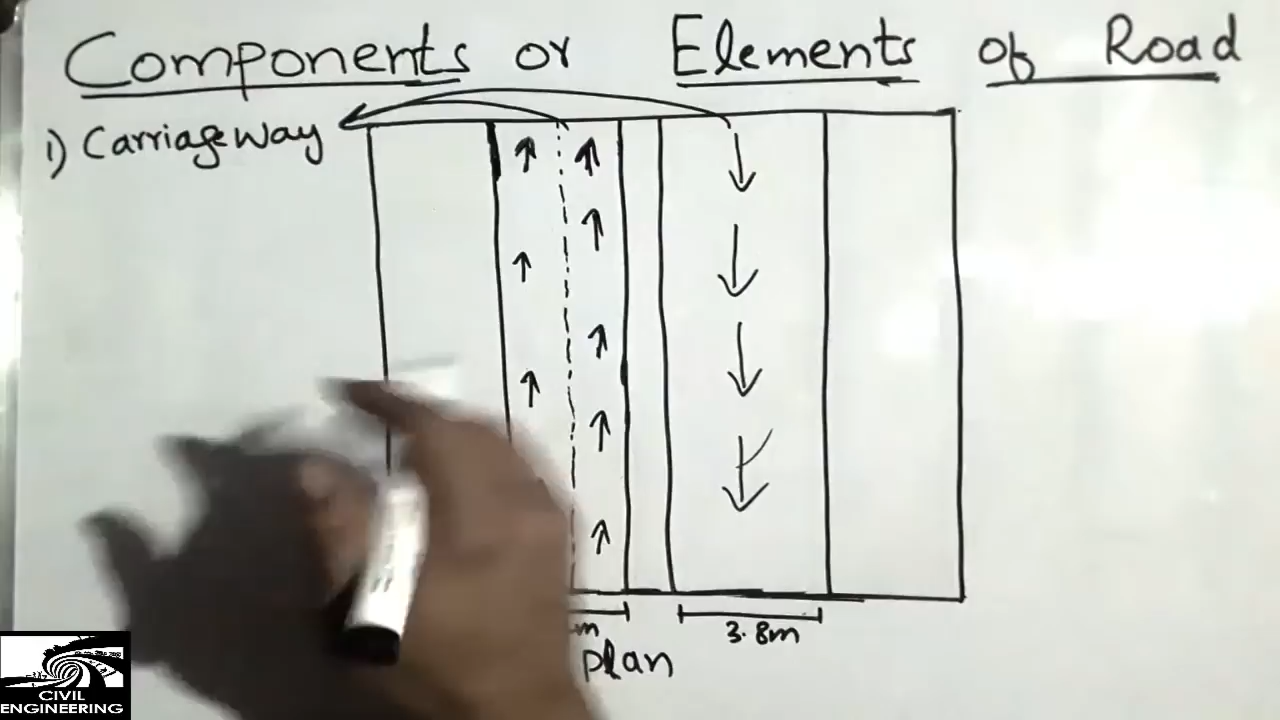 Components or Elements of Road
1) Carriageway
m
3.8m
plan
CIVIL
ENGINEERING